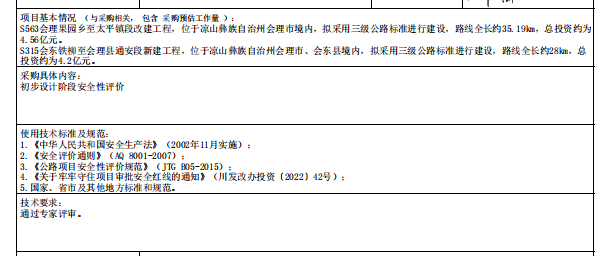 项目基本情况 （与采购相关, 包含 采购预估工作量 ）：
S563会理果园乡至太平镇段改建工程，位于凉山彝族自治州会理市境内，拟采用三级公路标准进行建设，路线全长约35.19km，总投资约为
4.56亿元。
S315会东铁柳至会理县通安段新建工程，位于凉山彝族自治州会理市、会东县境内，拟采用三级公路标准进行建设，路线全长约28km，总
投资约为4.2亿元。
采购具体内容：
初步设计阶段安全性评价
使用技术标准及规范：
1.《中华人民共和国安全生产法》（2002年11月实施）；
2.《安全评价通则》（AQ 8001-2007）；
3.《公路项目安全性评价规范》（JTG B05-2015）；
4.《关于牢牢守住项目审批安全红线的通知》（川发改办投资〔2022〕42号）；
5.国家、省市及其他地方标准和规范。
技术要求：
通过专家评审。